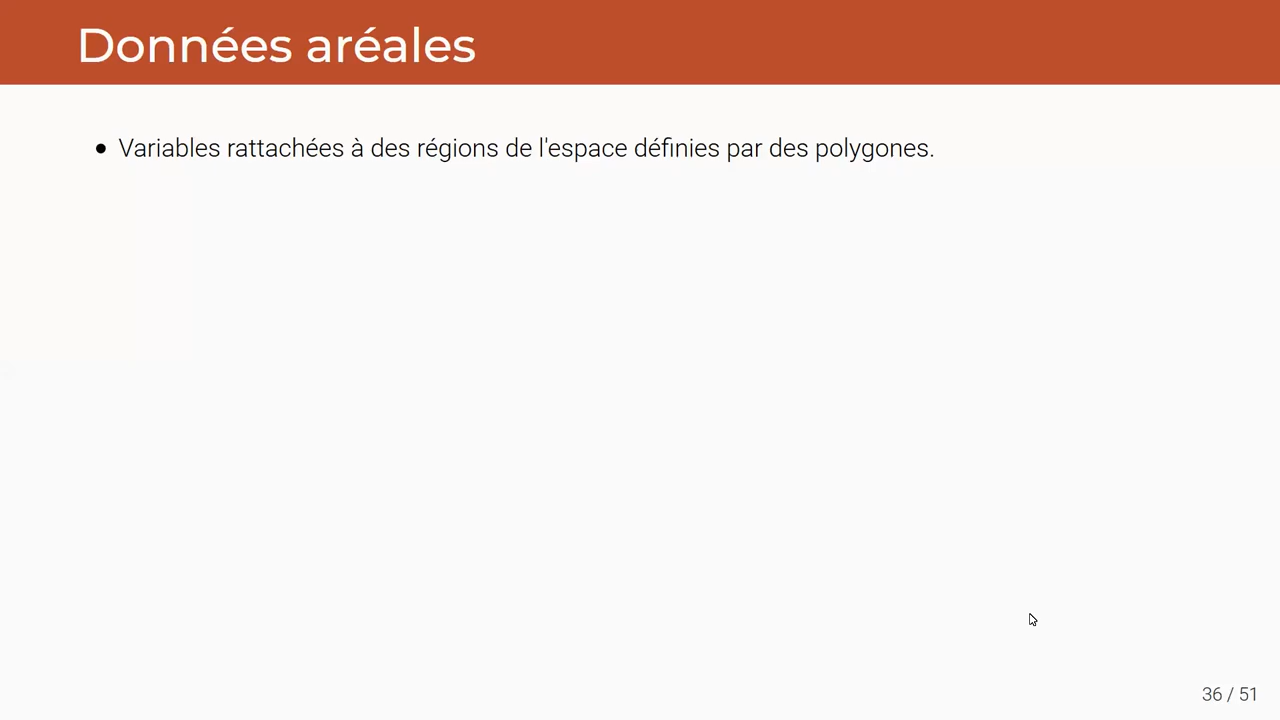 Données aréales
• Variables rattachées à des régions de l'espace définies par des polygones.
36 / 51